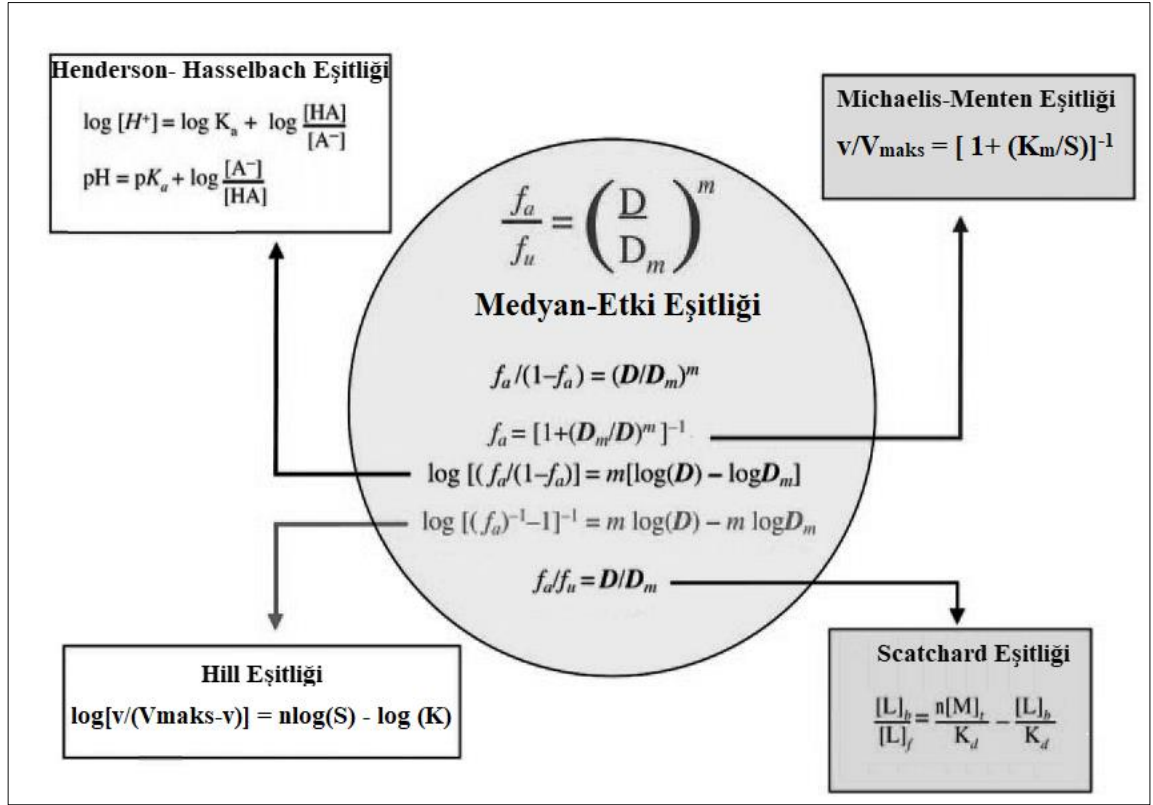 Henderson- Hasselbach Eşitliği
log [H⁺] = log Kₐ + log [HA]/[A⁻]
pH = pKₐ + log [A⁻]/[HA]
Michaelis-Menten Eşitliği
v/Vmaks = [ 1+ (Km/S)]⁻¹
fₐ/fᵤ = (D/Dₘ)ᵐ
Medyan-Etki Eşitliği
fₐ/(1–fₐ) = (D/Dₘ)ᵐ
fₐ = [1+(Dₘ/D)ᵐ]⁻¹
log [(fₐ/(1–fₐ)] = m[log(D) – logDₘ]
log [(fₐ)⁻¹–1]⁻¹ = m log(D) – m logDₘ
fₐ/fᵤ = D/Dₘ
Hill Eşitliği
log[v/(Vmaks-v)] = nlog(S) - log (K)
Scatchard Eşitliği
[L]b/[L]f = n[M]t/Kd – [L]b/Kd